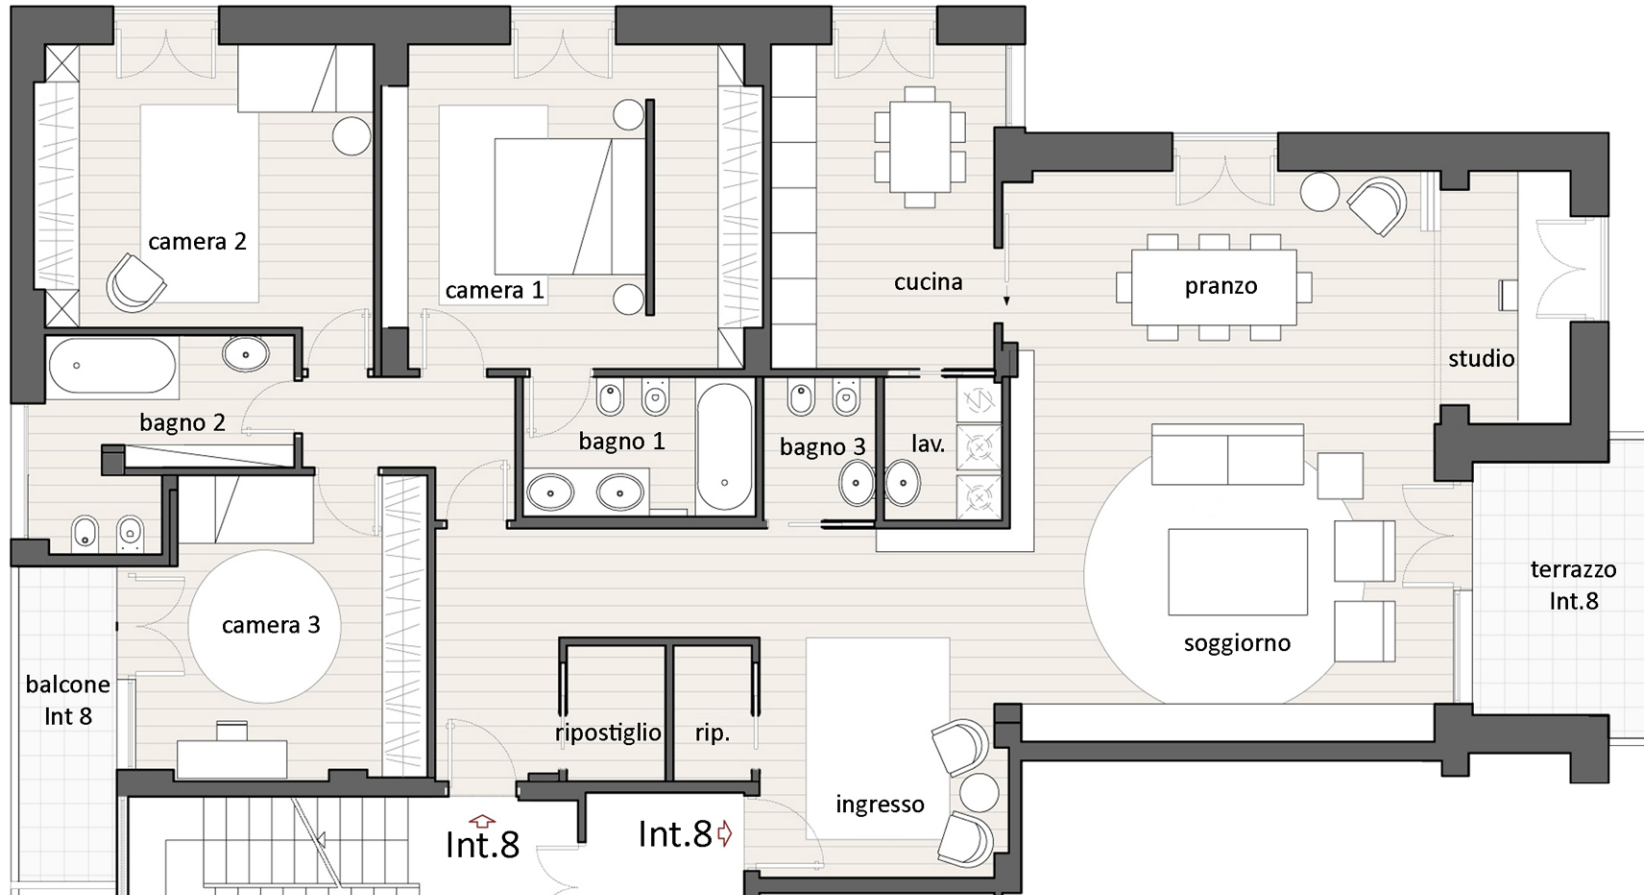 camera 2
camera 1
cucina
pranzo
studio
bagno 2
bagno 1
bagno 3
lav.
camera 3
soggiorno
terrazzo
Int.8
balcone
Int 8
ripostiglio
rip.
ingresso
Int.8
Int.8